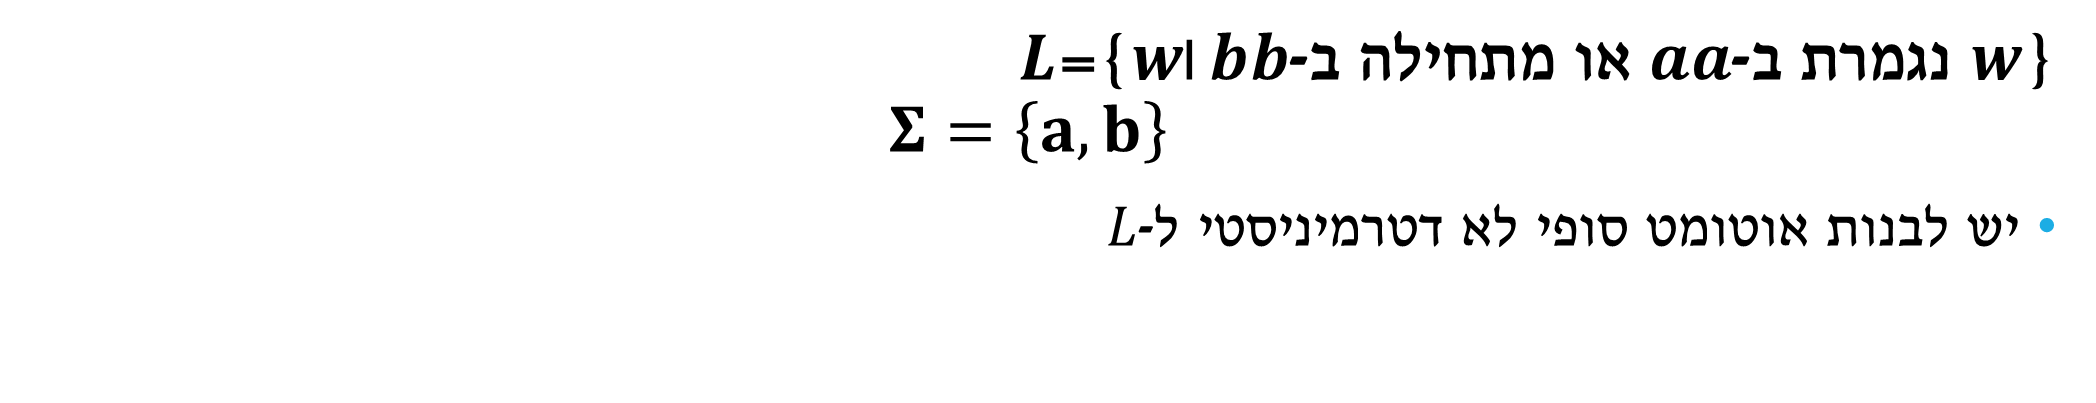 L={w| bb-נגמרת ב-aa או מתחילה ב w}
Σ = {a, b}
• יש לבנות אוטומט סופי לא דטרמיניסטי ל-L